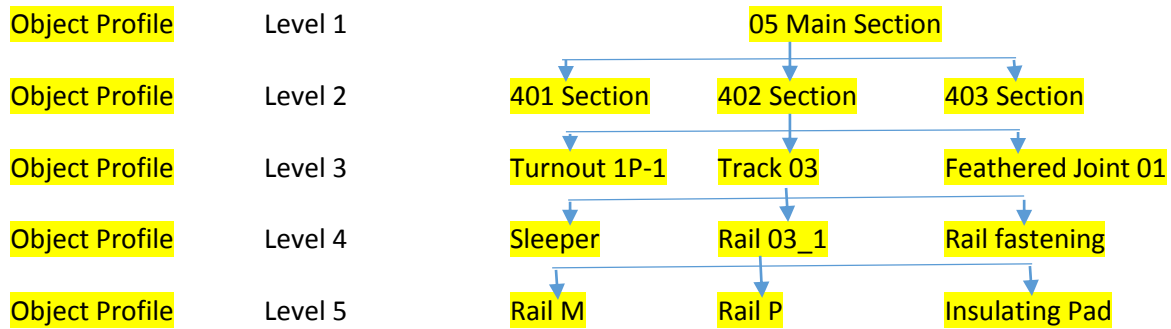 Object Profile Level 1 05 Main Section
Object Profile Level 2 401 Section 402 Section 403 Section
Object Profile Level 3 Turnout 1P-1 Track 03 Feathered Joint 01
Object Profile Level 4 Sleeper Rail 03_1 Rail fastening
Object Profile Level 5 Rail M Rail P Insulating Pad